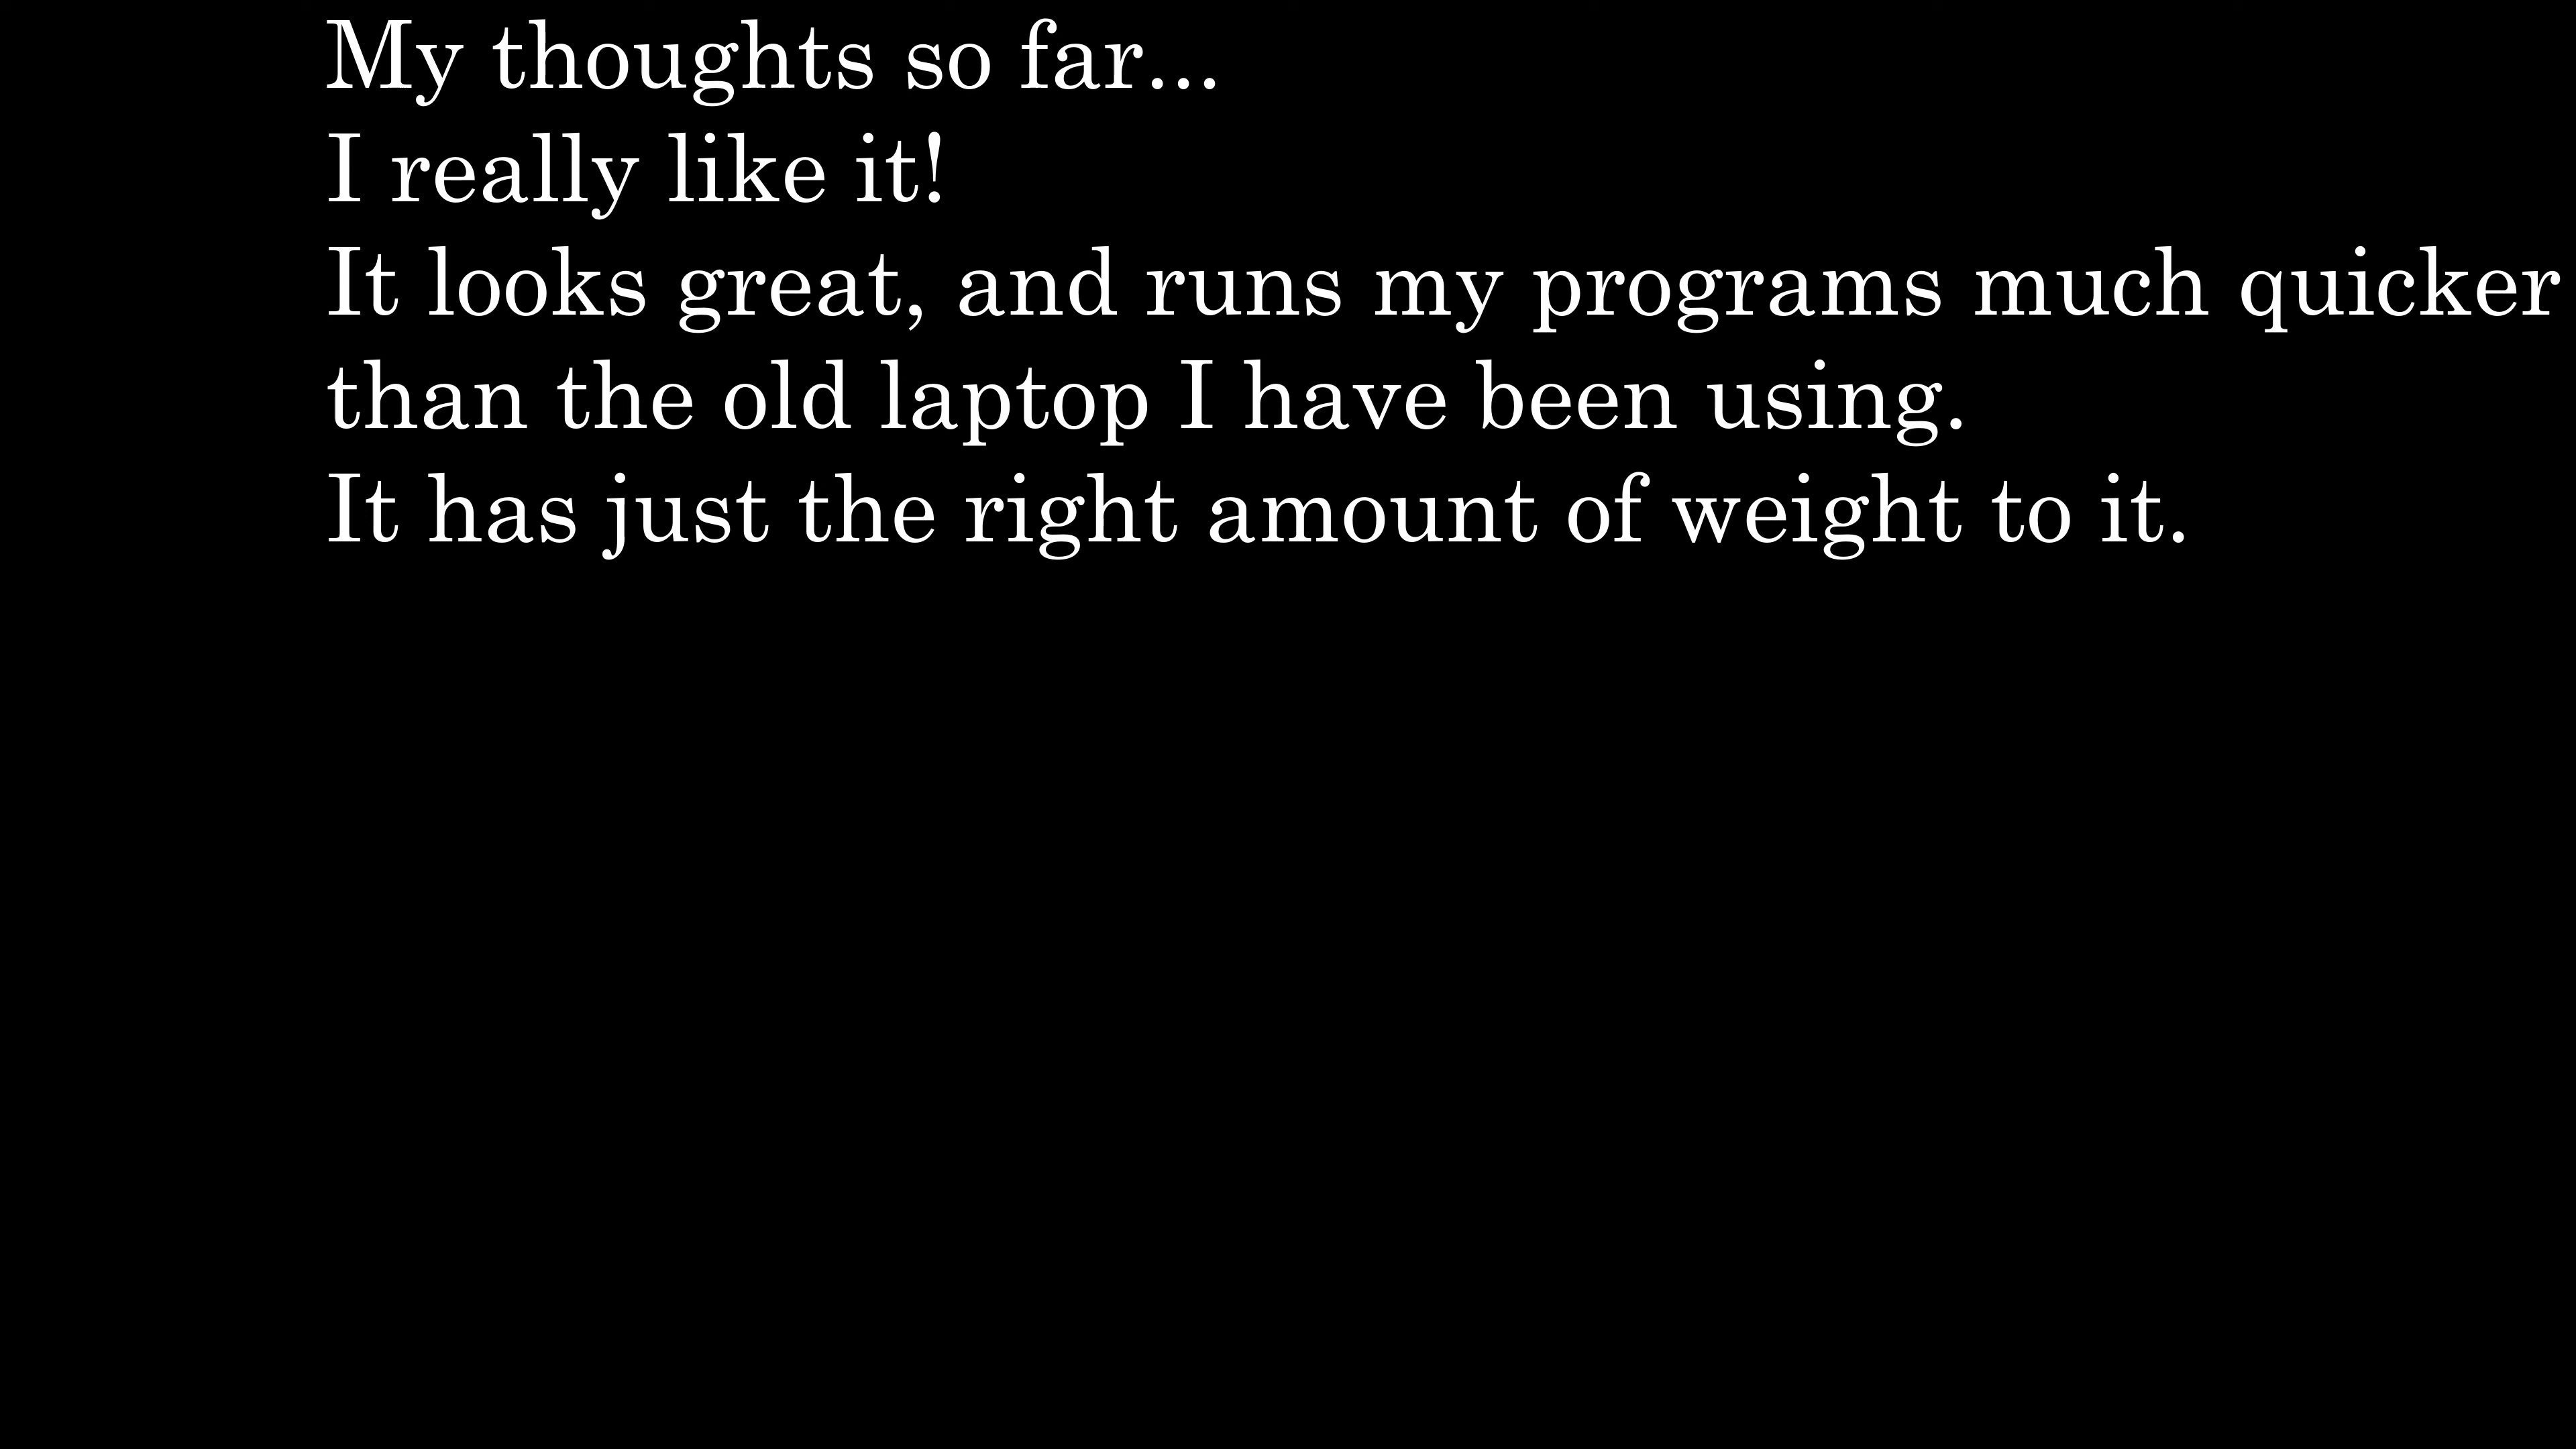 My thoughts so far...
I really like it!
It looks great, and runs my programs much quicker
than the old laptop I have been using.
It has just the right amount of weight to it.